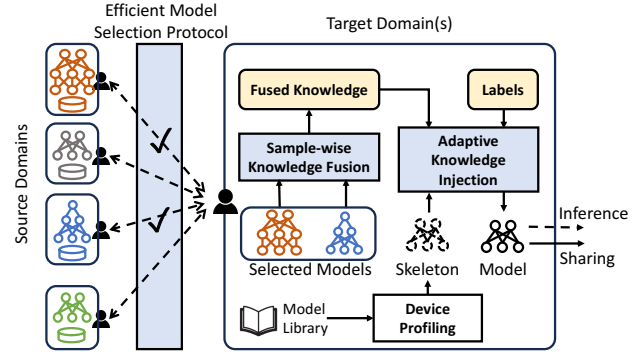 Efficient Model
Selection Protocol
Target Domain(s)
Source Domains
Fused Knowledge
Labels
Sample-wise
Knowledge Fusion
Adaptive
Knowledge
Injection
Selected Models
Skeleton
Model
Inference
Sharing
Model
Library
Device
Profiling